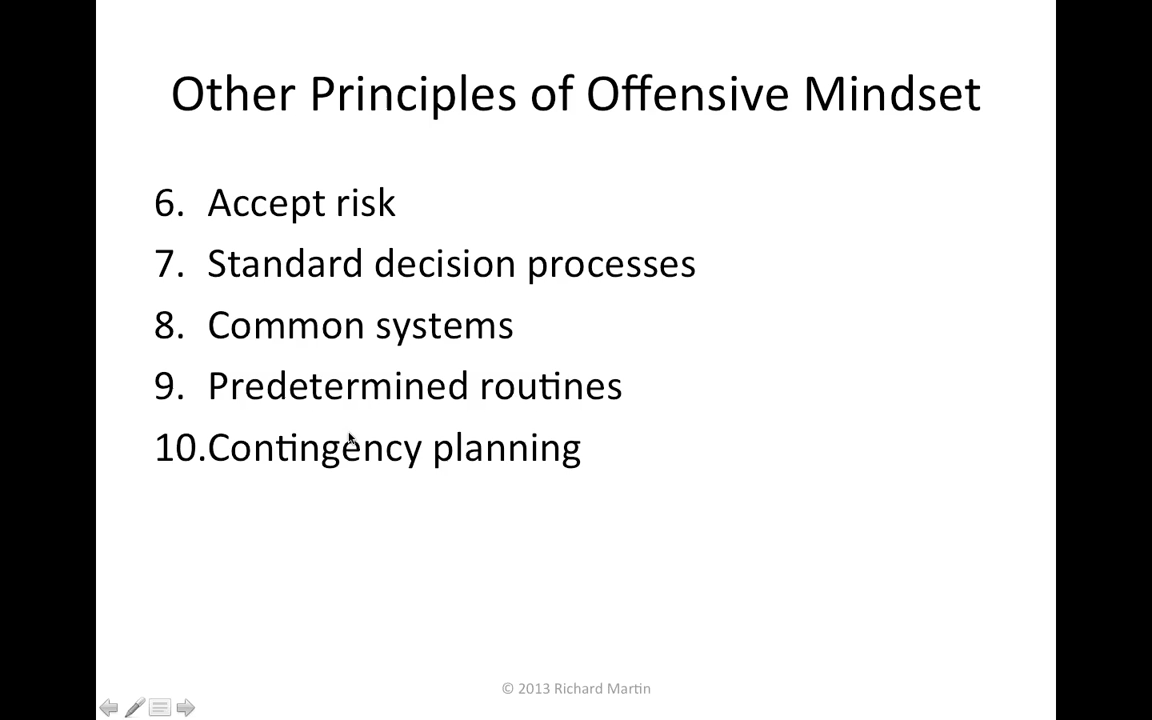 Other Principles of Offensive Mindset
6. Accept risk
7. Standard decision processes
8. Common systems
9. Predetermined routines
10.Contingency planning
© 2013 Richard Martin